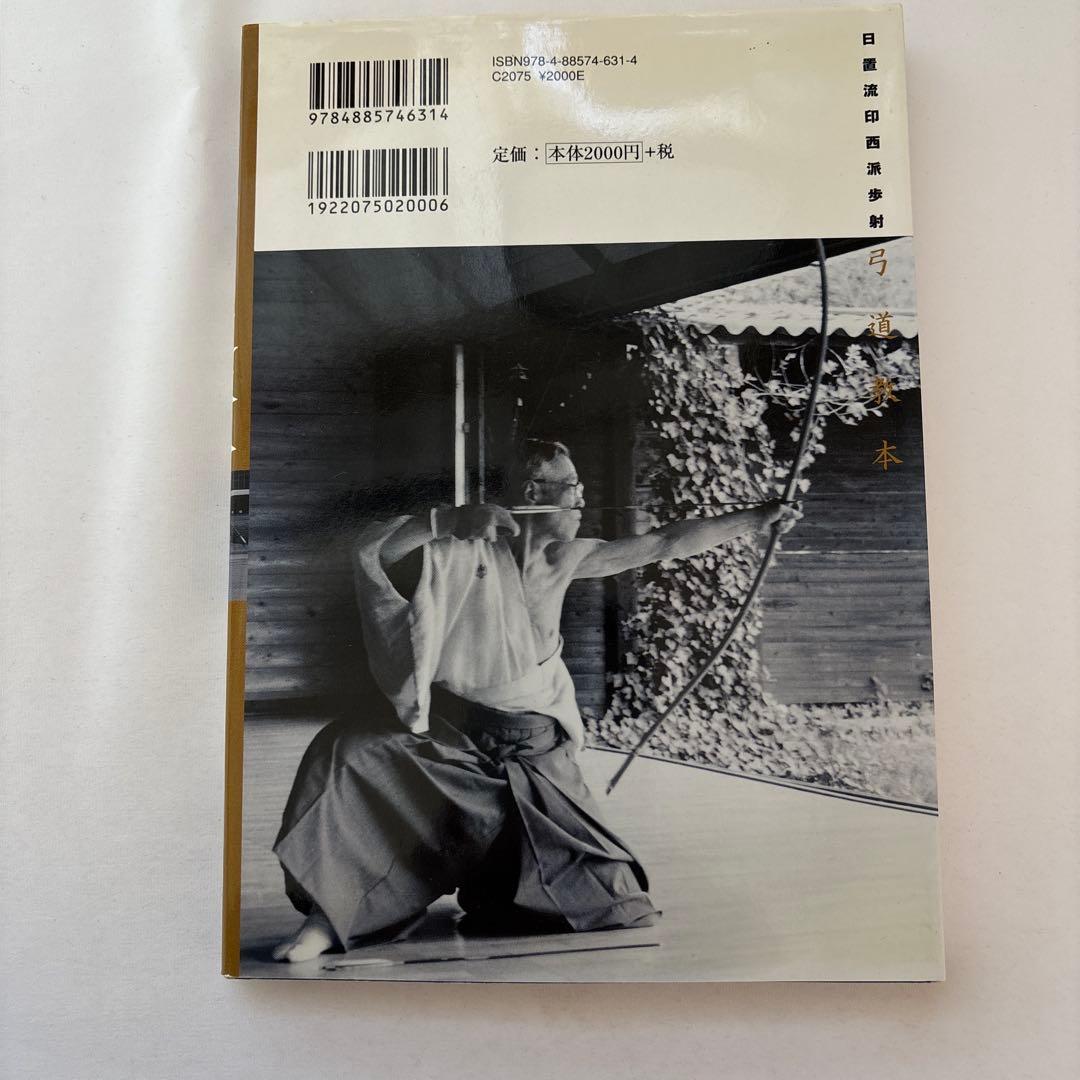 ISBN978-4-88574-631-4
C2075 ¥2000E
9784885746314
定価：本体2000円+税
1922075020006
日置流印西派歩射
弓道教本